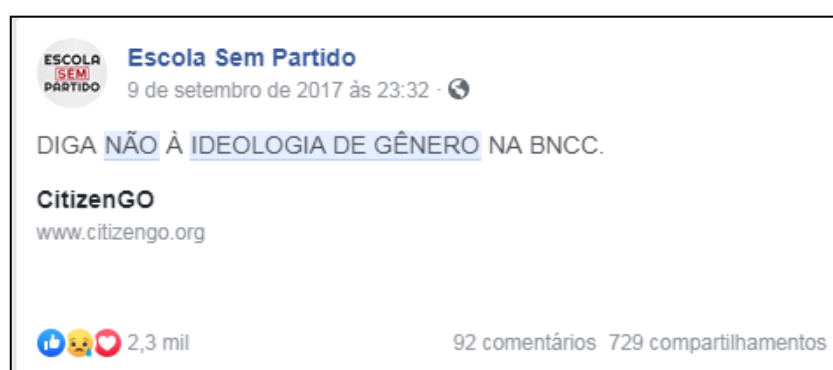 ESCOLA
SEM
PARTIDO
Escola Sem Partido
9 de setembro de 2017 às 23:32 ·
DIGA NÃO À IDEOLOGIA DE GÊNERO NA BNCC.
CitizenGO
www.citizengo.org
2,3 mil
92 comentários 729 compartilhamentos